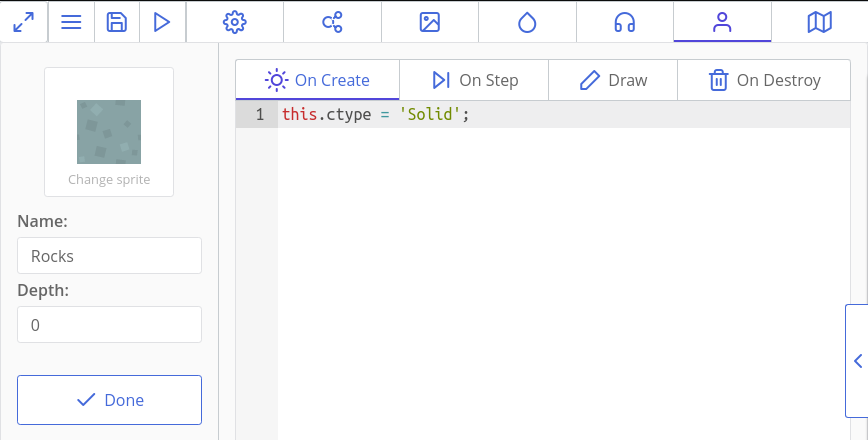 On Create
On Step
Draw
On Destroy
Change sprite
Name:
Rocks
Depth:
0
Done
1 this.ctype = 'Solid';